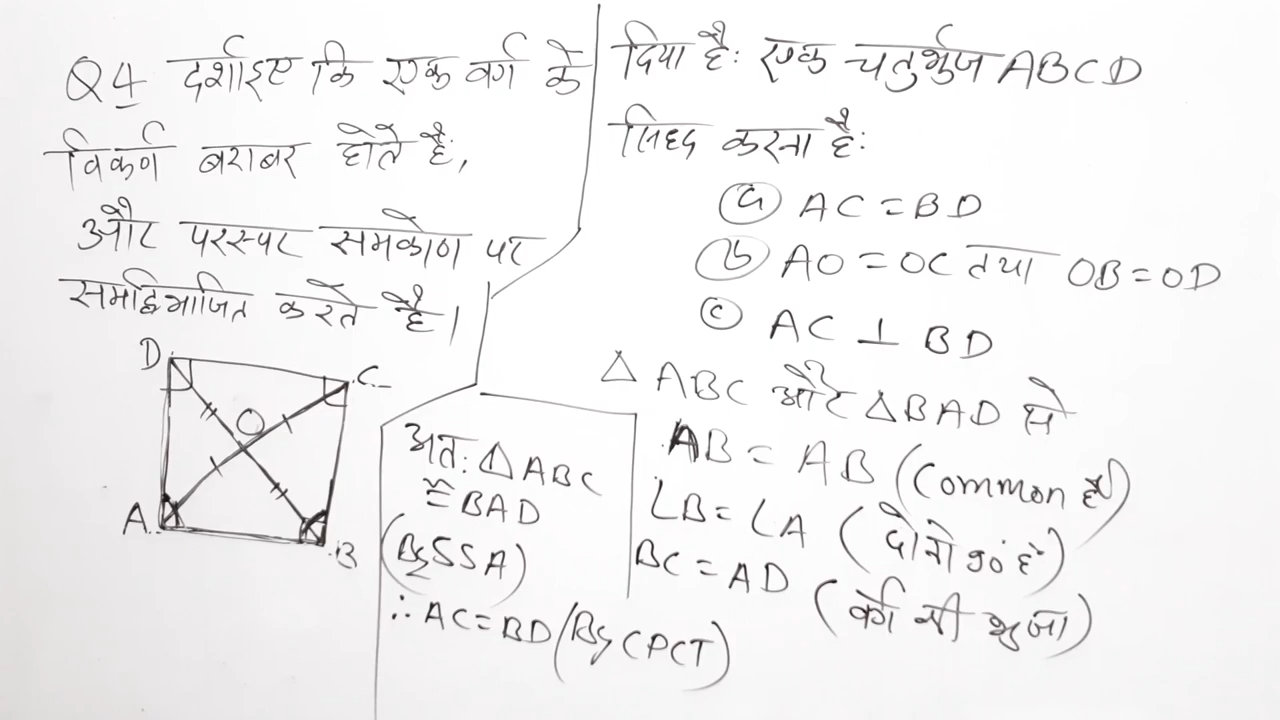 Q4 दर्शाइए कि एक वर्ग के
विकर्ण बराबर होते है,
और परस्पर समकोण पर
समद्विभाजित करते है।
D
C
O
A
B
दिया है: एक चतुर्भुज ABCD
सिद्ध करना है:
(a) AC = BD
(b) AO = OC तथा OB = OD
(c) AC ⊥ BD
△ ABC और △BAD से
AB = AB (Common है)
∠B = ∠A (दोनो 90° है)
BC = AD (वर्ग की भुजा)
अत: △ABC
≅ BAD
(By SSA)
∴ AC = BD (By CPCT)